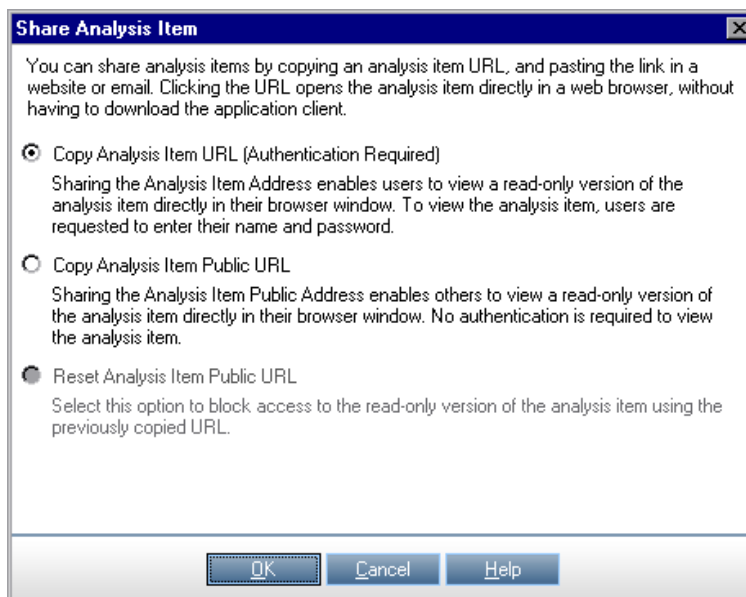 Share Analysis Item
You can share analysis items by copying an analysis item URL, and pasting the link in a
website or email. Clicking the URL opens the analysis item directly in a web browser, without
having to download the application client.
Copy Analysis Item URL (Authentication Required)
Sharing the Analysis Item Address enables users to view a read-only version of the
analysis item directly in their browser window. To view the analysis item, users are
requested to enter their name and password.
Copy Analysis Item Public URL
Sharing the Analysis Item Public Address enables others to view a read-only version of
the analysis item directly in their browser window. No authentication is required to view
the analysis item.
Reset Analysis Item Public URL
Select this option to block access to the read-only version of the analysis item using the
previously copied URL.
OK Cancel Help